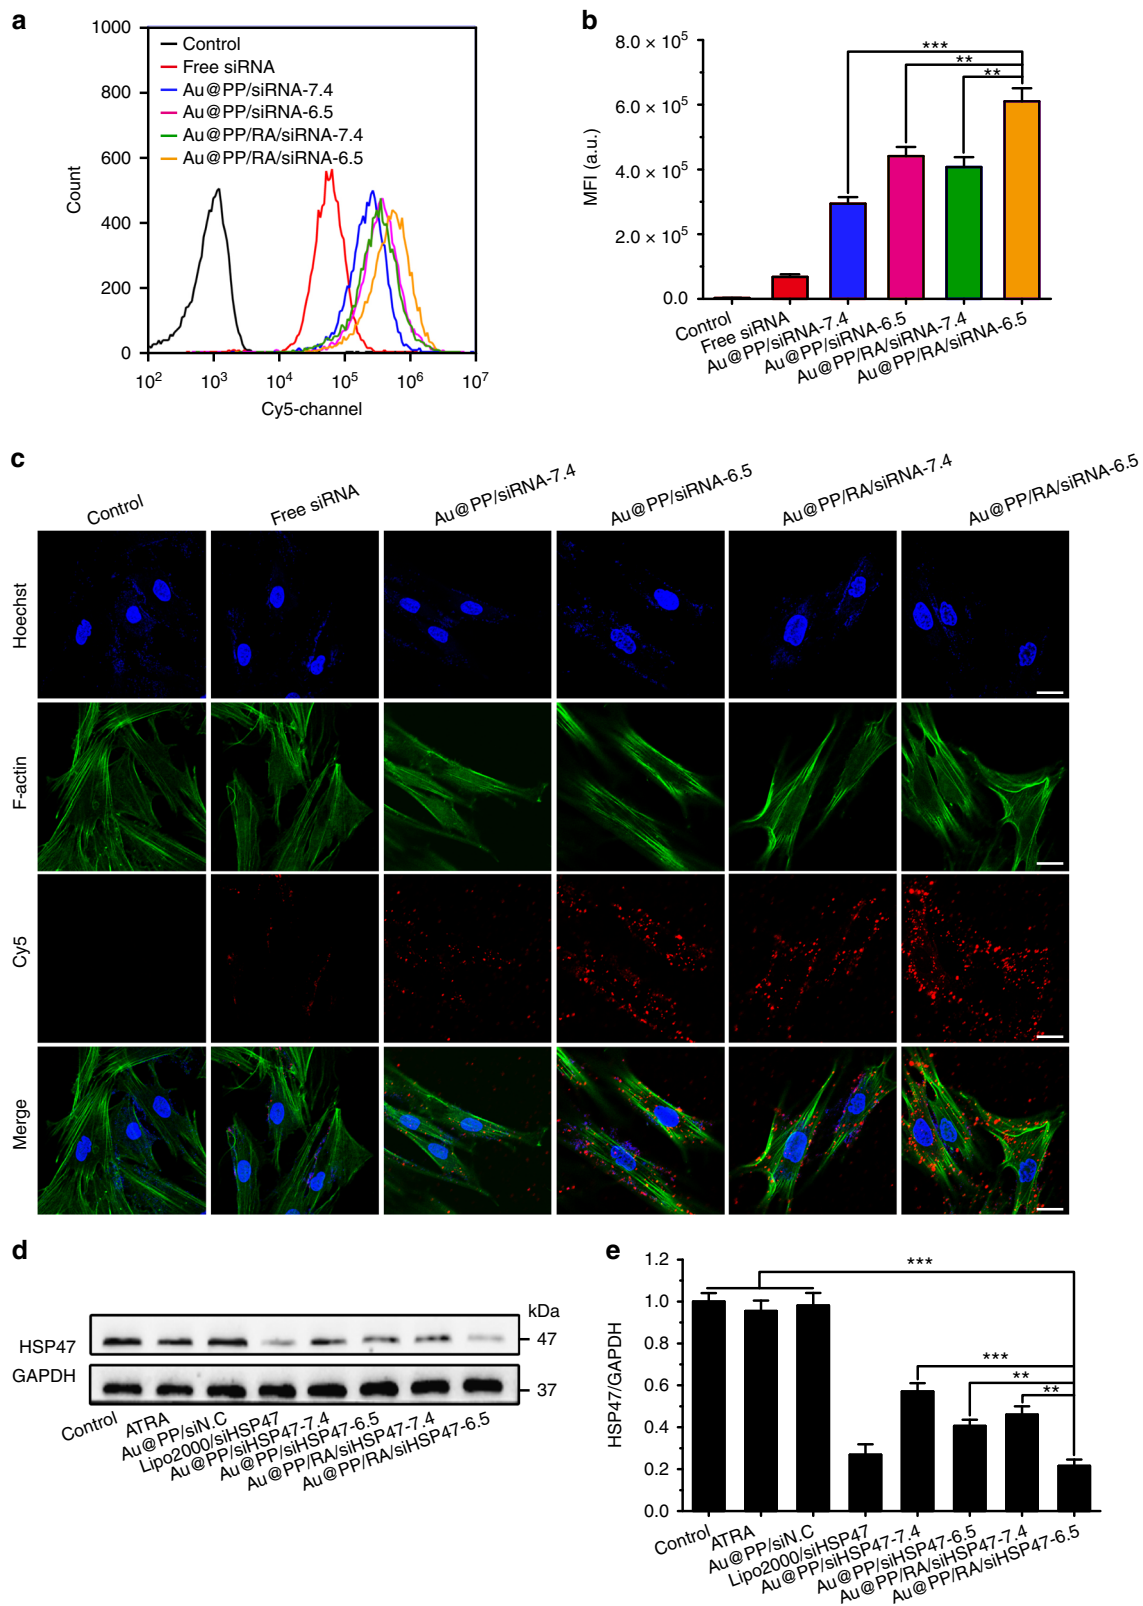 a
1000
800
600
400
200
0
Count
Control
Free siRNA
Au@PP/siRNA-7.4
Au@PP/siRNA-6.5
Au@PP/RA/siRNA-7.4
Au@PP/RA/siRNA-6.5
10² 10³ 10⁴ 10⁵ 10⁶ 10⁷
Cy5-channel
b
8.0 × 10⁵
6.0 × 10⁵
4.0 × 10⁵
2.0 × 10⁵
0.0
MFI (a.u.)
***
**
**
Control
Free siRNA
Au@PP/siRNA-7.4
Au@PP/siRNA-6.5
Au@PP/RA/siRNA-7.4
Au@PP/RA/siRNA-6.5
c
Control
Free siRNA
Au@PP/siRNA-7.4
Au@PP/siRNA-6.5
Au@PP/RA/siRNA-7.4
Au@PP/RA/siRNA-6.5
Hoechst
F-actin
Cy5
Merge
d
kDa
HSP47
47
GAPDH
37
Control
ATRA
Au@PP/siN.C
Lipo2000/siHSP47
Au@PP/siHSP47-7.4
Au@PP/siHSP47-6.5
Au@PP/RA/siHSP47-7.4
Au@PP/RA/siHSP47-6.5
e
1.2
1.0
0.8
0.6
0.4
0.2
0.0
HSP47/GAPDH
***
***
**
**
Control
ATRA
Au@PP/siN.C
Lipo2000/siHSP47
Au@PP/siHSP47-7.4
Au@PP/siHSP47-6.5
Au@PP/RA/siHSP47-7.4
Au@PP/RA/siHSP47-6.5